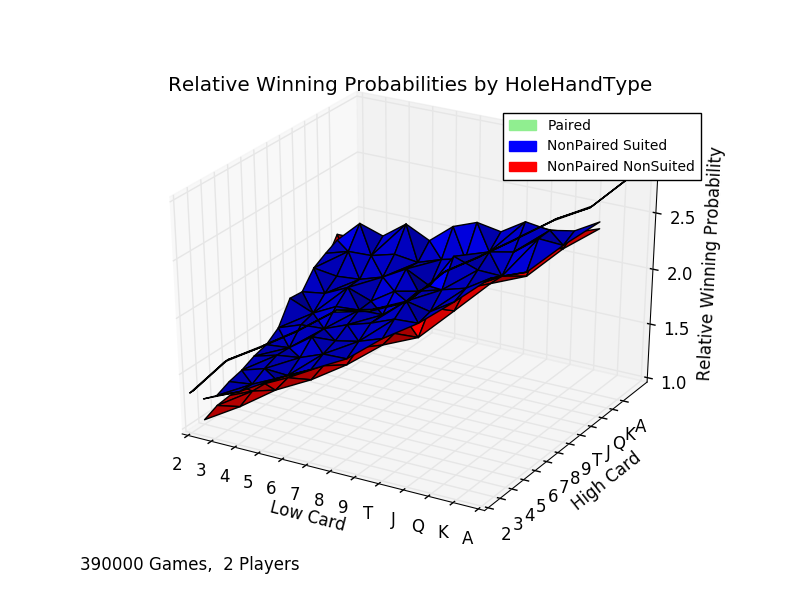 Relative Winning Probabilities by HoleHandType
Paired
NonPaired Suited
NonPaired NonSuited
2.5
2.0
1.5
1.0
Relative Winning Probability
2 3 4 5 6 7 8 9 T J Q K A
Low Card
2 3 4 5 6 7 8 9 T J Q K A
High Card
390000 Games,  2 Players